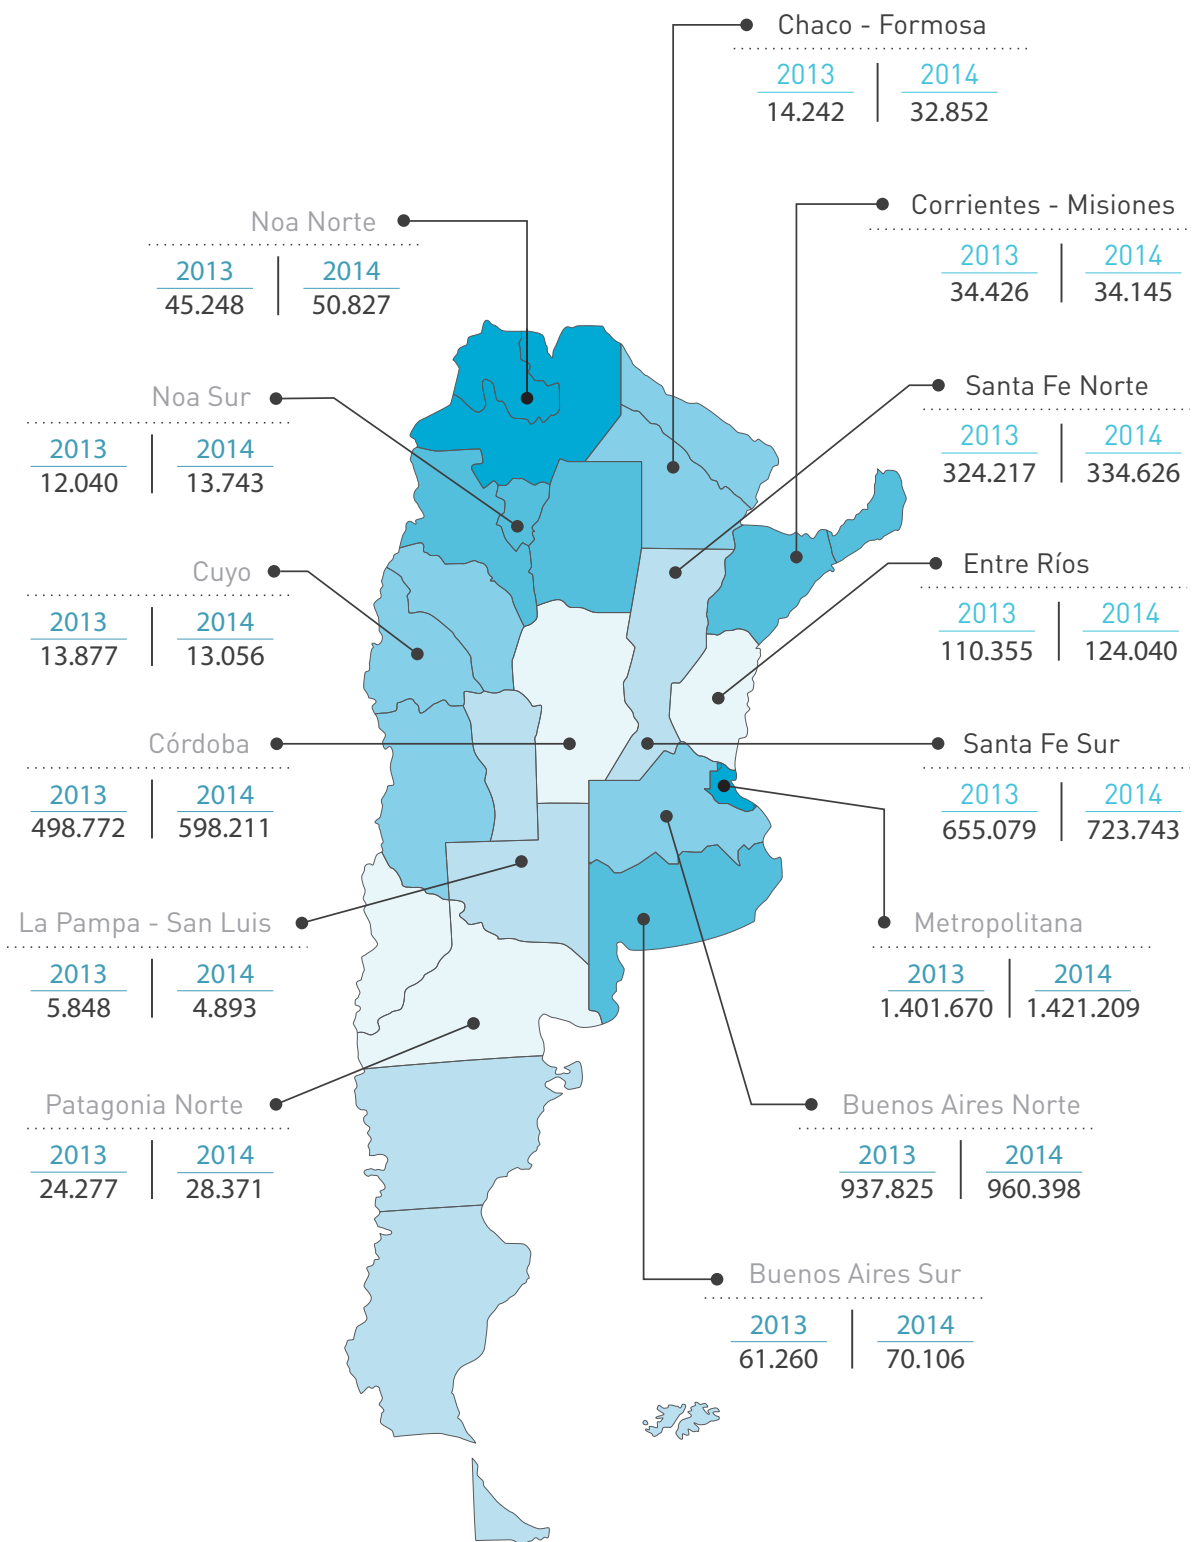 Chaco - Formosa
2013 2014
14.242 32.852
Corrientes - Misiones
2013 2014
34.426 34.145
Noa Norte
2013 2014
45.248 50.827
Santa Fe Norte
2013 2014
324.217 334.626
Noa Sur
2013 2014
12.040 13.743
Entre Ríos
2013 2014
110.355 124.040
Cuyo
2013 2014
13.877 13.056
Santa Fe Sur
2013 2014
655.079 723.743
Córdoba
2013 2014
498.772 598.211
Metropolitana
2013 2014
1.401.670 1.421.209
La Pampa - San Luis
2013 2014
5.848 4.893
Buenos Aires Norte
2013 2014
937.825 960.398
Patagonia Norte
2013 2014
24.277 28.371
Buenos Aires Sur
2013 2014
61.260 70.106